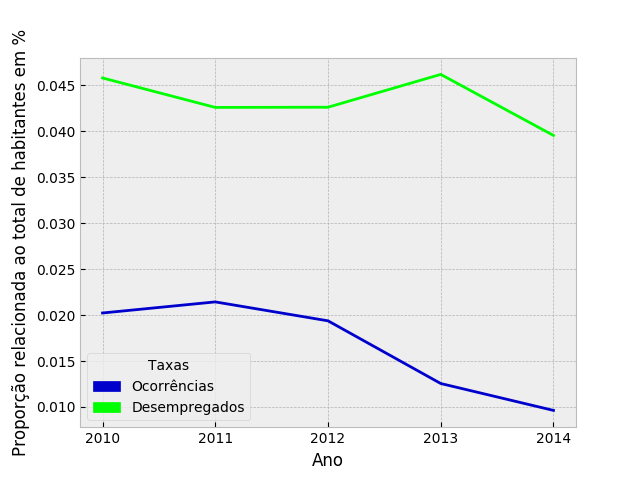 Proporção relacionada ao total de habitantes em %
0.045
0.040
0.035
0.030
0.025
0.020
0.015
0.010
Taxas
Ocorrências
Desempregados
2010 2011 2012 2013 2014
Ano